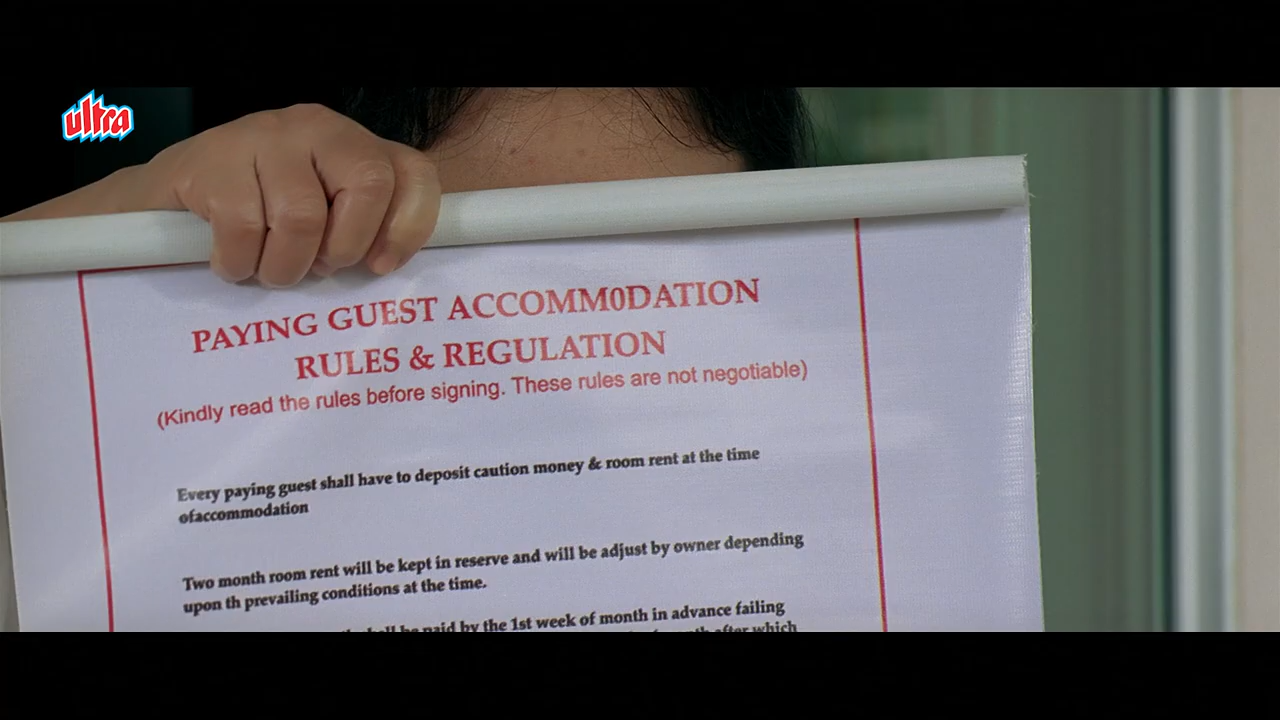 ultra
PAYING GUEST ACCOMM0DATION
RULES & REGULATION
(Kindly read the rules before signing. These rules are not negotiable)
Every paying guest shall have to deposit caution money & room rent at the time
ofaccommodation
Two month room rent will be kept in reserve and will be adjust by owner depending
upon th prevailing conditions at the time.
paid by the 1st week of month in advance failing
after which